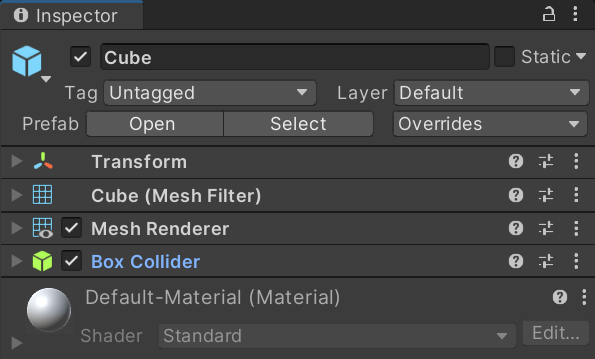 Inspector
Cube Static
Tag Untagged Layer Default
Prefab Open Select Overrides
Transform
Cube (Mesh Filter)
Mesh Renderer
Box Collider
Default-Material (Material)
Shader Standard Edit...